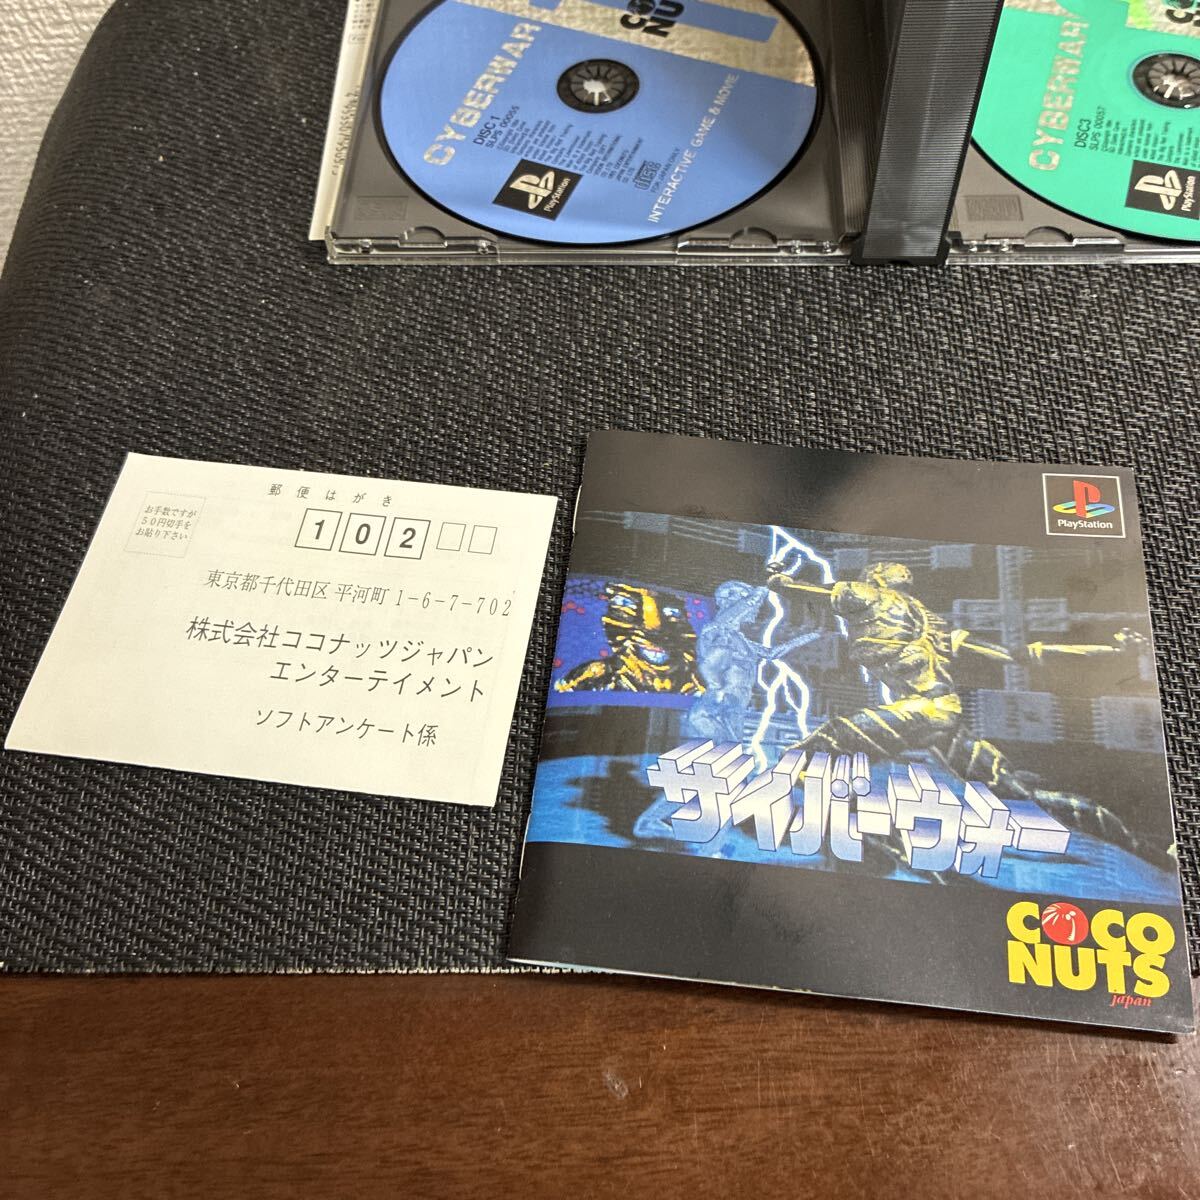 COCO
NUTS
CYBERWAR
DISC 1
SLPS 00055
PlayStation
INTERACTIVE GAME & MOVIE
CYBERWAR
DISC3
SLPS 00057
PlayStation
郵便はがき
お手数ですが
50円切手を
お貼り下さい
102
東京都千代田区 平河町 1-6-7-702
株式会社ココナッツジャパン
エンターテイメント
ソフトアンケート係
PlayStation
サイバーウォー
COCO
NUTS
japan